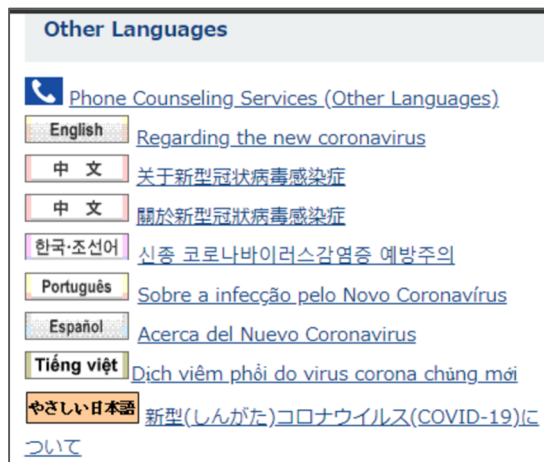 Other Languages
Phone Counseling Services (Other Languages)
English Regarding the new coronavirus
中 文 关于新型冠状病毒感染症
中 文 關於新型冠狀病毒感染症
한국·조선어 신종 코로나바이러스감염증 예방주의
Português Sobre a infecção pelo Novo Coronavírus
Español Acerca del Nuevo Coronavirus
Tiếng việt Dịch viêm phổi do virus corona chủng mới
やさしい日本語 新型(しんがた)コロナウイルス(COVID-19)に
ついて